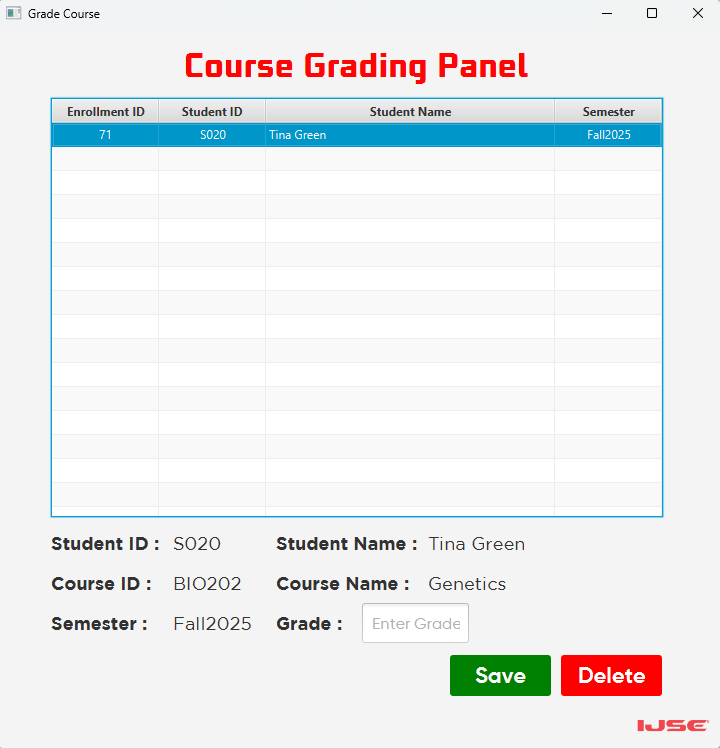 Grade Course
Course Grading Panel
Enrollment ID Student ID Student Name Semester
71 S020 Tina Green Fall2025
Student ID : S020 Student Name : Tina Green
Course ID : BIO202 Course Name : Genetics
Semester : Fall2025 Grade : Enter Grade
Save Delete
IJSE